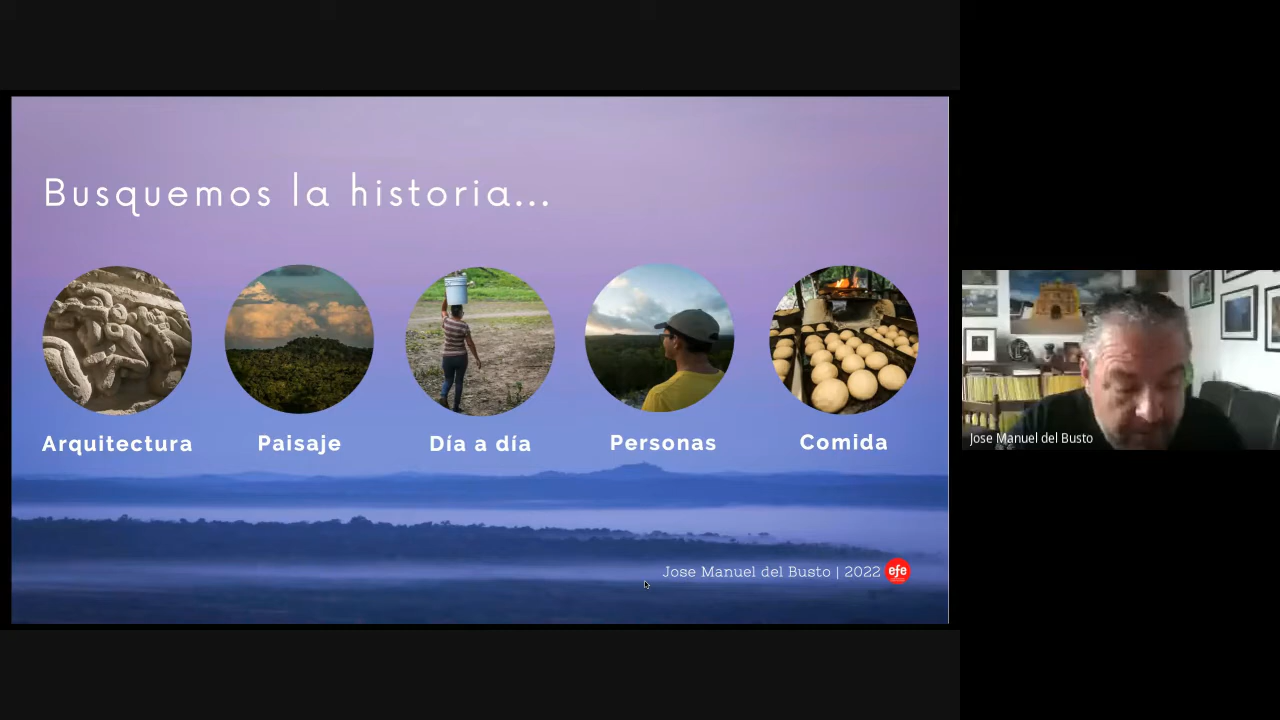 Busquemos la historia...
Arquitectura
Paisaje
Día a día
Personas
Comida
Jose Manuel del Busto | 2022 efe
Jose Manuel del Busto